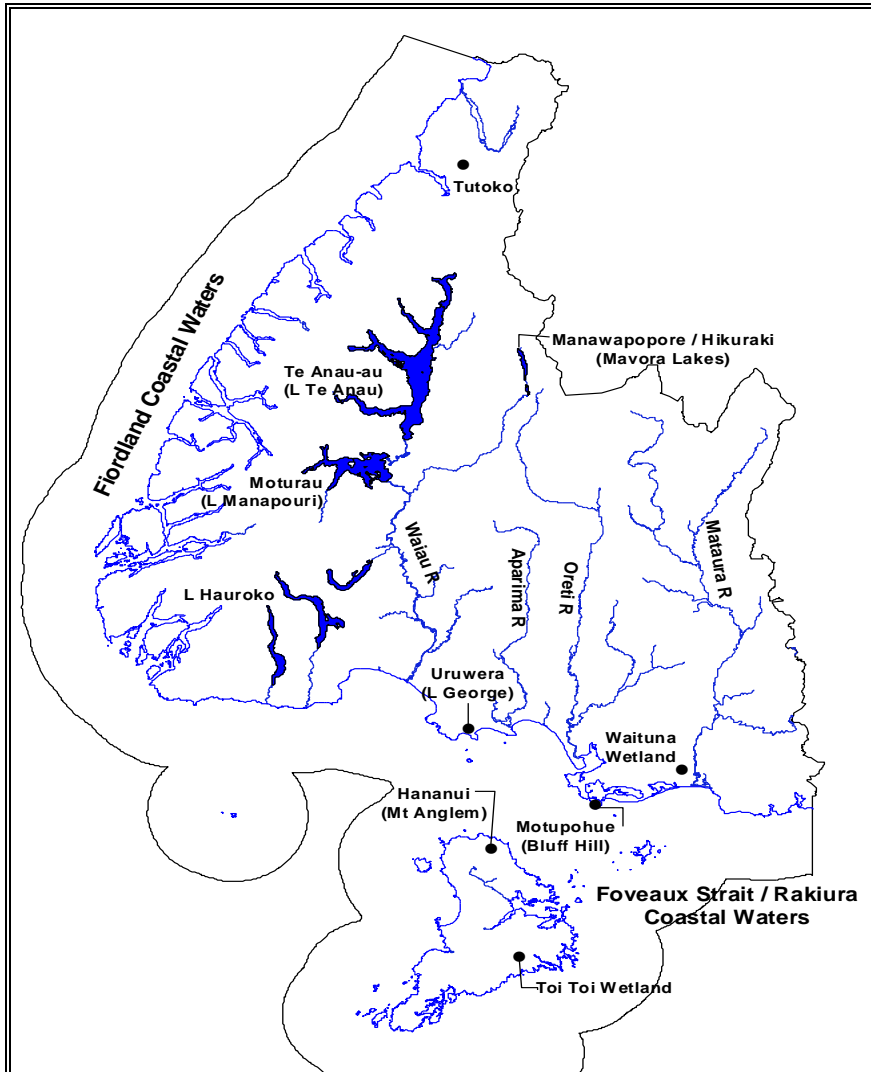 Tutoko
Fiordland Coastal Waters
Manawapopore / Hikuraki
(Mavora Lakes)
Te Anau-au
(L Te Anau)
Moturau
(L Manapouri)
Waiau R
Aparima R
Oreti R
Mataura R
L Hauroko
Uruwera
(L George)
Waituna
Wetland
Hananui
(Mt Anglem)
Motupohue
(Bluff Hill)
Foveaux Strait / Rakiura
Coastal Waters
Toi Toi Wetland